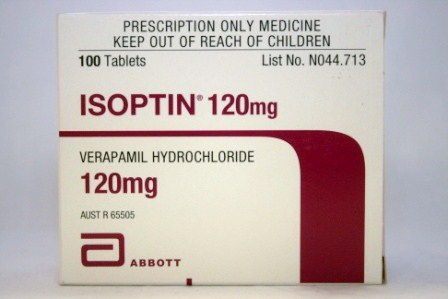 PRESCRIPTION ONLY MEDICINE
KEEP OUT OF REACH OF CHILDREN
100 Tablets List No. N044.713
ISOPTIN® 120mg
VERAPAMIL HYDROCHLORIDE
120mg
AUST R 65505
ABBOTT